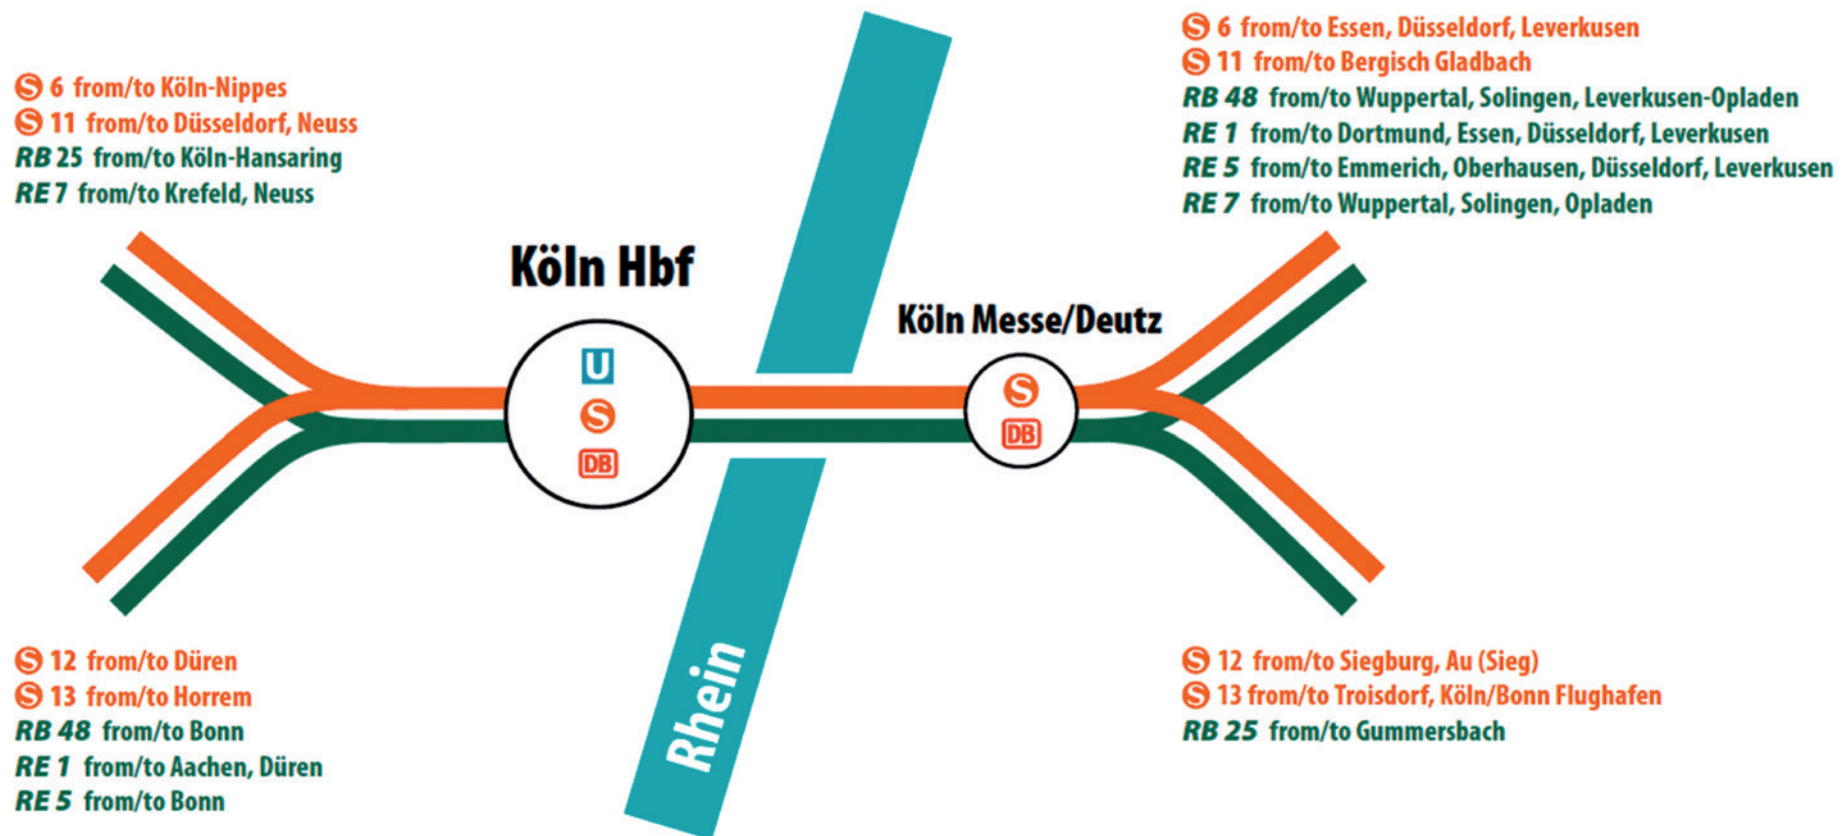 S 6 from/to Köln-Nippes
S 11 from/to Düsseldorf, Neuss
RB 25 from/to Köln-Hansaring
RE 7 from/to Krefeld, Neuss
S 6 from/to Essen, Düsseldorf, Leverkusen
S 11 from/to Bergisch Gladbach
RB 48 from/to Wuppertal, Solingen, Leverkusen-Opladen
RE 1 from/to Dortmund, Essen, Düsseldorf, Leverkusen
RE 5 from/to Emmerich, Oberhausen, Düsseldorf, Leverkusen
RE 7 from/to Wuppertal, Solingen, Opladen
Köln Hbf
U
S
DB
Köln Messe/Deutz
S
DB
Rhein
S 12 from/to Düren
S 13 from/to Horrem
RB 48 from/to Bonn
RE 1 from/to Aachen, Düren
RE 5 from/to Bonn
S 12 from/to Siegburg, Au (Sieg)
S 13 from/to Troisdorf, Köln/Bonn Flughafen
RB 25 from/to Gummersbach